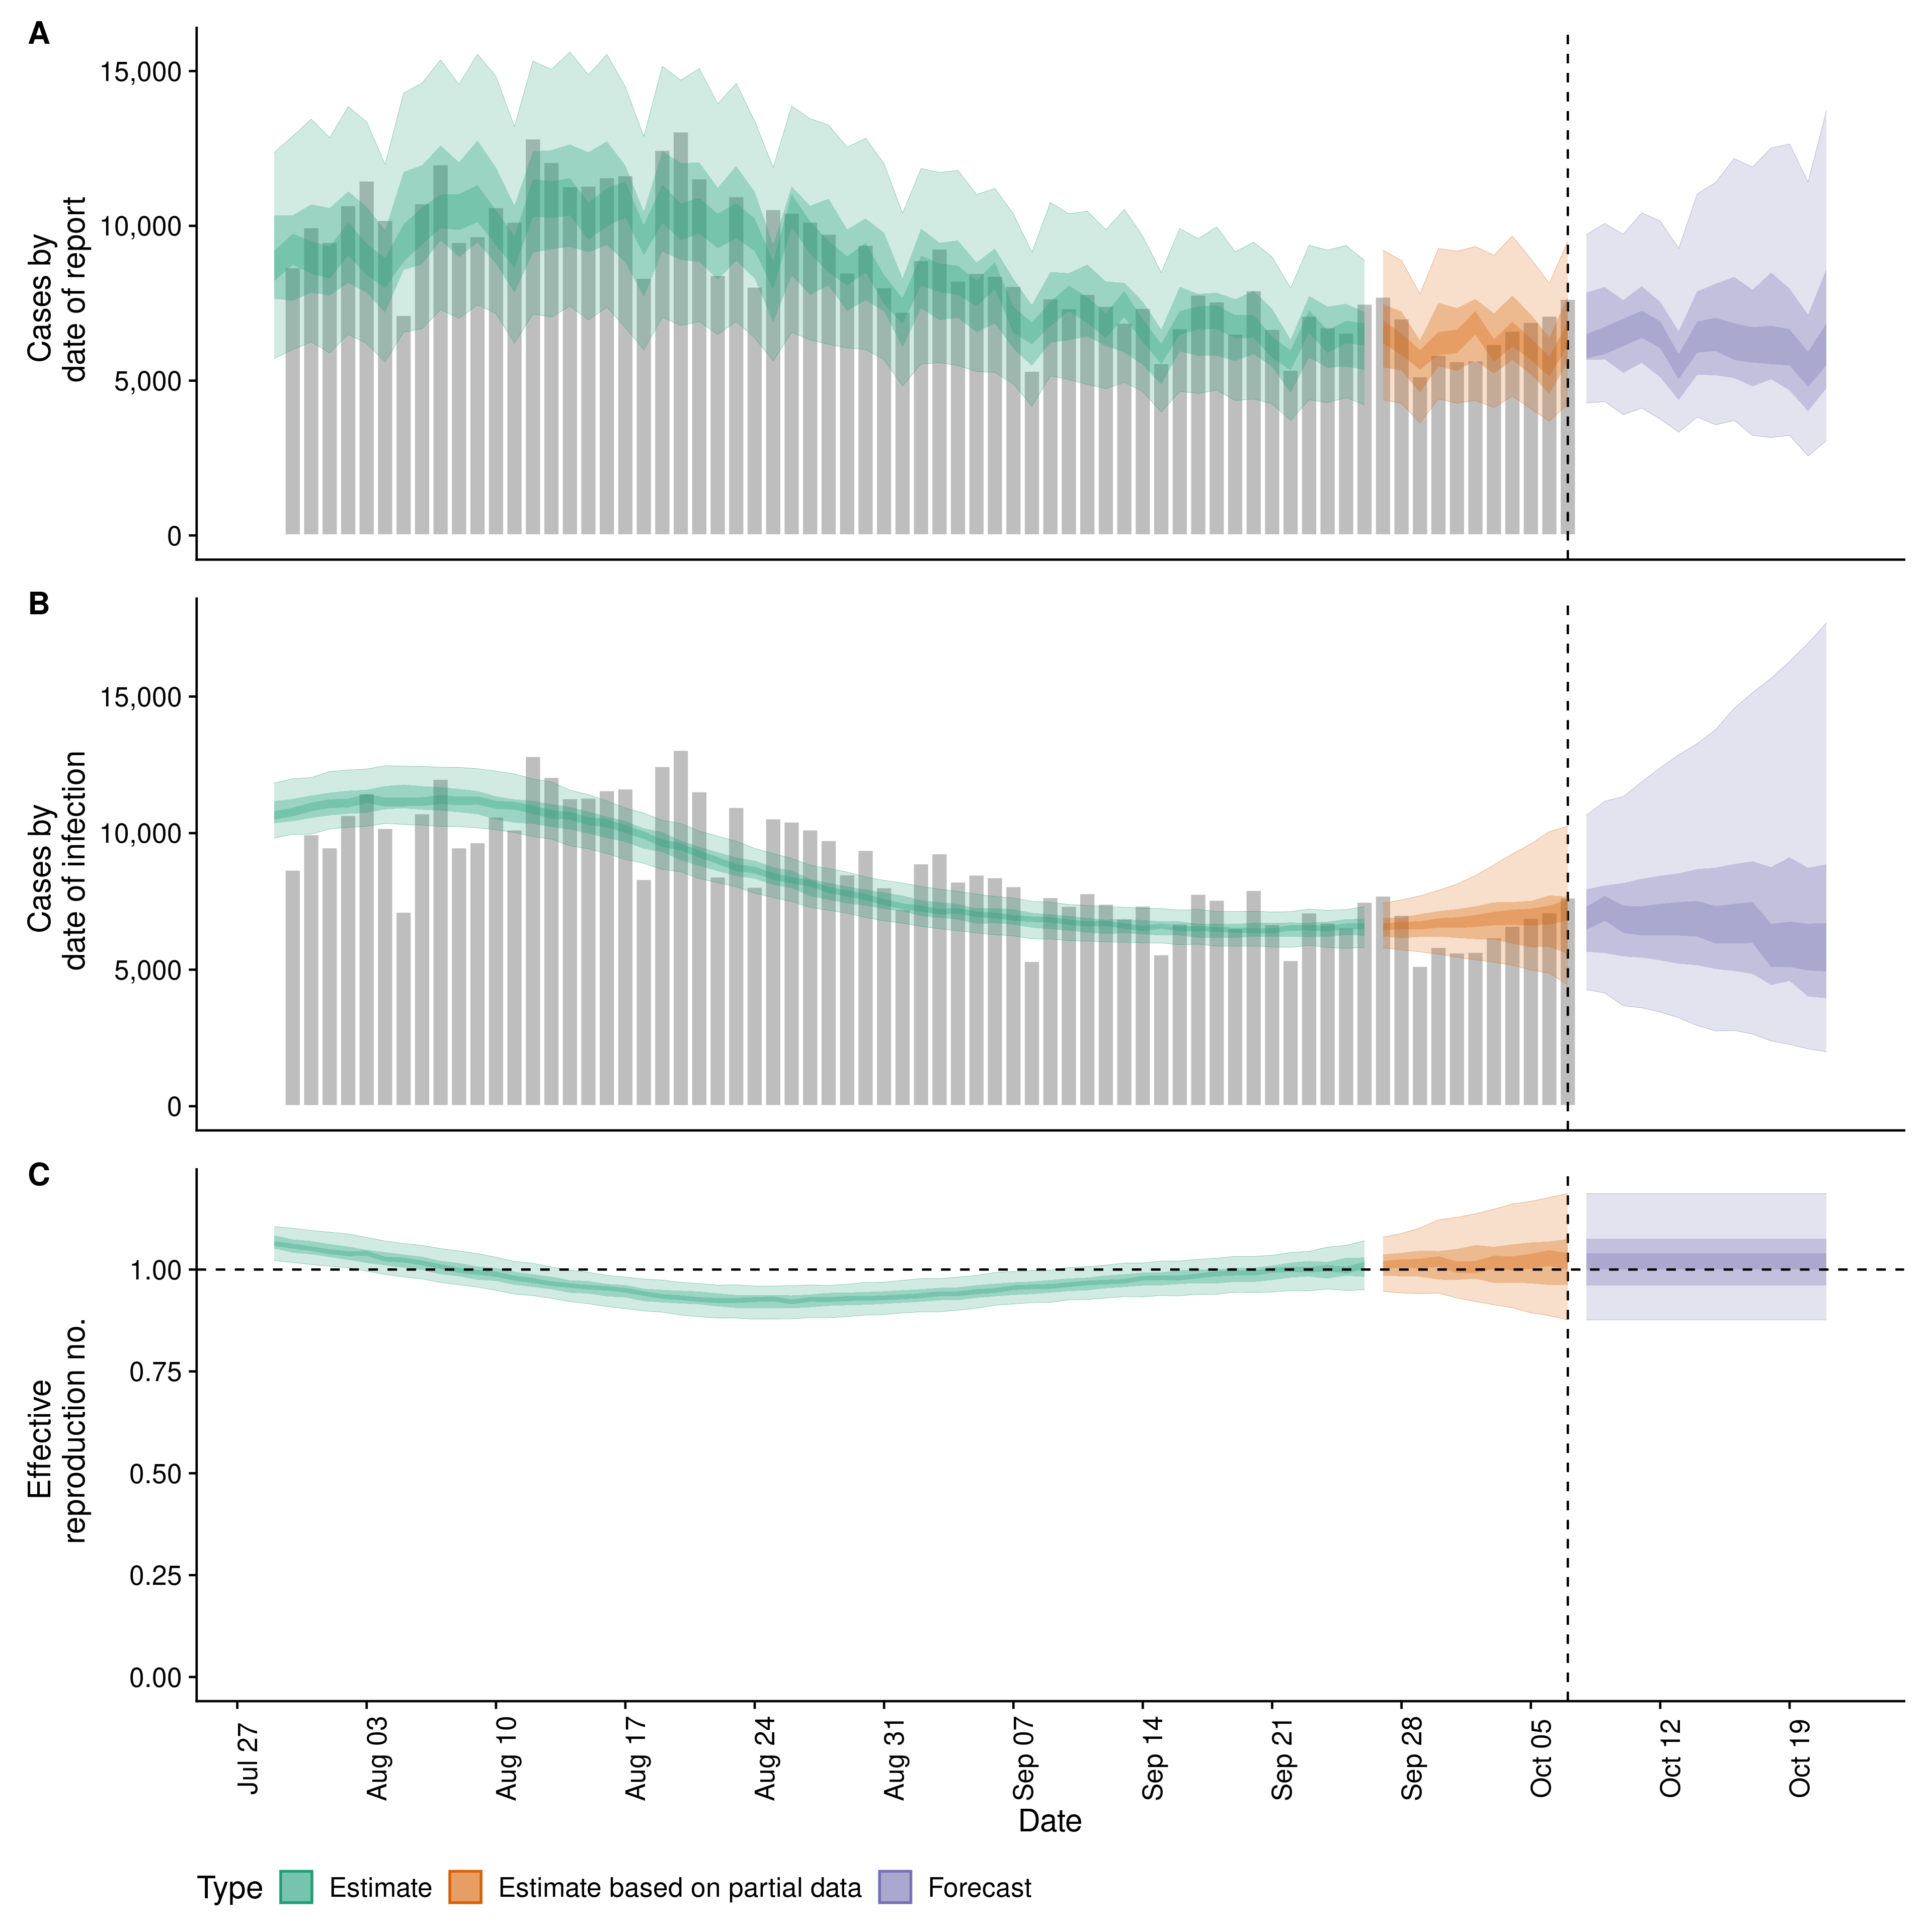 A
15,000
10,000
5,000
0
Cases by
date of report
B
15,000
10,000
5,000
0
Cases by
date of infection
C
1.00
0.75
0.50
0.25
0.00
Effective
reproduction no.
Jul 27
Aug 03
Aug 10
Aug 17
Aug 24
Aug 31
Sep 07
Sep 14
Sep 21
Sep 28
Oct 05
Oct 12
Oct 19
Date
Type Estimate Estimate based on partial data Forecast